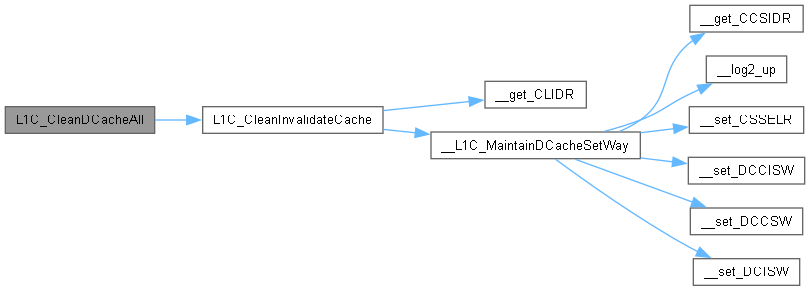 L1C_CleanDCacheAll
L1C_CleanInvalidateCache
__get_CLIDR
__L1C_MaintainDCacheSetWay
__get_CCSIDR
__log2_up
__set_CSSELR
__set_DCCISW
__set_DCCSW
__set_DCISW